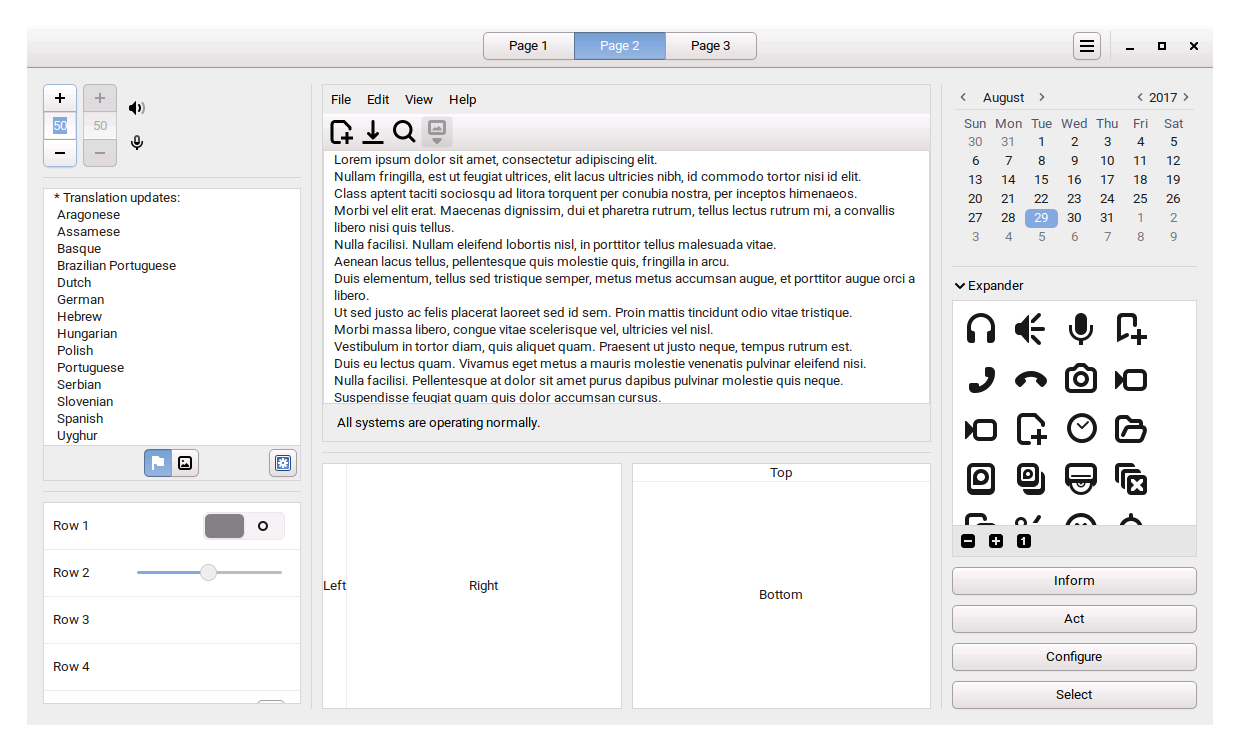 Page 1
Page 2
Page 3
50
50
* Translation updates:
Aragonese
Assamese
Basque
Brazilian Portuguese
Dutch
German
Hebrew
Hungarian
Polish
Portuguese
Serbian
Slovenian
Spanish
Uyghur
Row 1
Row 2
Row 3
Row 4
File Edit View Help
Lorem ipsum dolor sit amet, consectetur adipiscing elit.
Nullam fringilla, est ut feugiat ultrices, elit lacus ultricies nibh, id commodo tortor nisi id elit.
Class aptent taciti sociosqu ad litora torquent per conubia nostra, per inceptos himenaeos.
Morbi vel elit erat. Maecenas dignissim, dui et pharetra rutrum, tellus lectus rutrum mi, a convallis
libero nisi quis tellus.
Nulla facilisi. Nullam eleifend lobortis nisl, in porttitor tellus malesuada vitae.
Aenean lacus tellus, pellentesque quis molestie quis, fringilla in arcu.
Duis elementum, tellus sed tristique semper, metus metus accumsan augue, et porttitor augue orci a
libero.
Ut sed justo ac felis placerat laoreet sed id sem. Proin mattis tincidunt odio vitae tristique.
Morbi massa libero, congue vitae scelerisque vel, ultricies vel nisl.
Vestibulum in tortor diam, quis aliquet quam. Praesent ut justo neque, tempus rutrum est.
Duis eu lectus quam. Vivamus eget metus a mauris molestie venenatis pulvinar eleifend nisi.
Nulla facilisi. Pellentesque at dolor sit amet purus dapibus pulvinar molestie quis neque.
Suspendisse feugiat quam quis dolor accumsan cursus.
All systems are operating normally.
Left
Right
Top
Bottom
August 2017
Sun Mon Tue Wed Thu Fri Sat
30 31 1 2 3 4 5
6 7 8 9 10 11 12
13 14 15 16 17 18 19
20 21 22 23 24 25 26
27 28 29 30 31 1 2
3 4 5 6 7 8 9
Expander
1
Inform
Act
Configure
Select